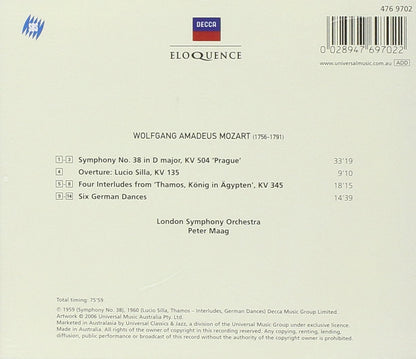 SBS
DECCA
ELOQUENCE
476 9702
0 028947 697022
www.universalmusic.com.au ADD
WOLFGANG AMADEUS MOZART (1756-1791)
1 - 3 Symphony No. 38 in D major, KV 504 'Prague' 33'19
4 Overture: Lucio Silla, KV 135 9'10
5 - 8 Four Interludes from 'Thamos, König in Ägypten', KV 345 18'15
9 - 14 Six German Dances 14'39
London Symphony Orchestra
Peter Maag
Total timing: 75'59
℗ 1959 (Symphony No. 38), 1960 (Lucio Silla, Thamos – Interludes, German Dances) Decca Music Group Limited.
Artwork © 2006 Universal Music Australia Pty. Ltd.
Marketed in Australasia by Universal Classics & Jazz, a division of the Universal Music Group under exclusive licence.
Made in Australia. All rights of the owner of copyright reserved. Any copying, renting, lending,
diffusion, public performance or broadcast of this record without the authority of the copyright owner is prohibited.